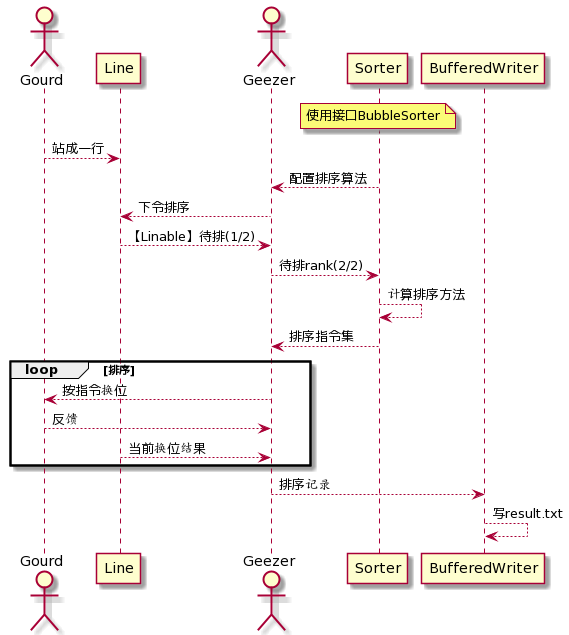 Gourd
Line
Geezer
Sorter
BufferedWriter
使用接口BubbleSorter
站成一行
配置排序算法
下令排序
【Linable】待排(1/2)
待排rank(2/2)
计算排序方法
排序指令集
loop [排序]
按指令换位
反馈
当前换位结果
排序记录
写result.txt
Gourd
Line
Geezer
Sorter
BufferedWriter